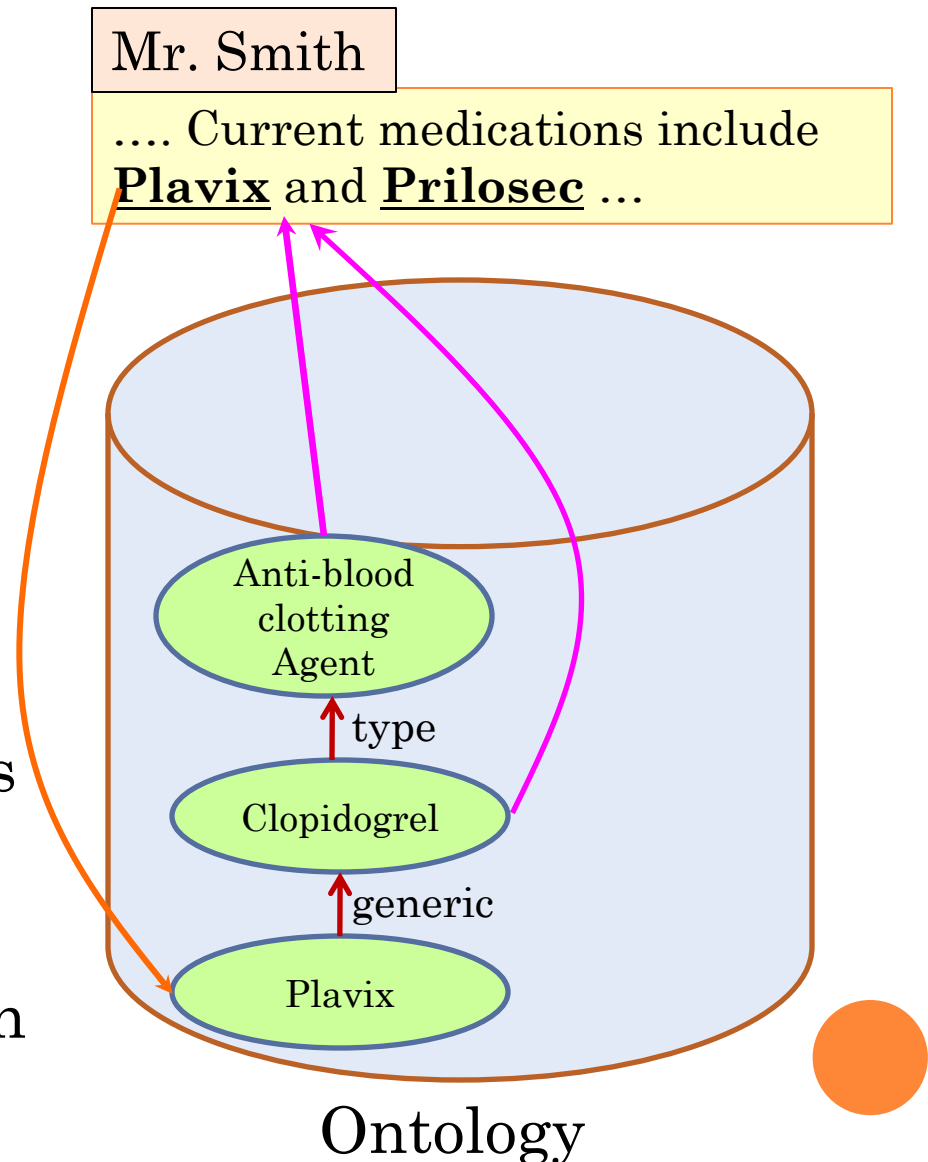 Mr. Smith
.... Current medications include
Plavix and Prilosec ...
Anti-blood
clotting
Agent
type
s
Clopidogrel
generic
Plavix
n
Ontology